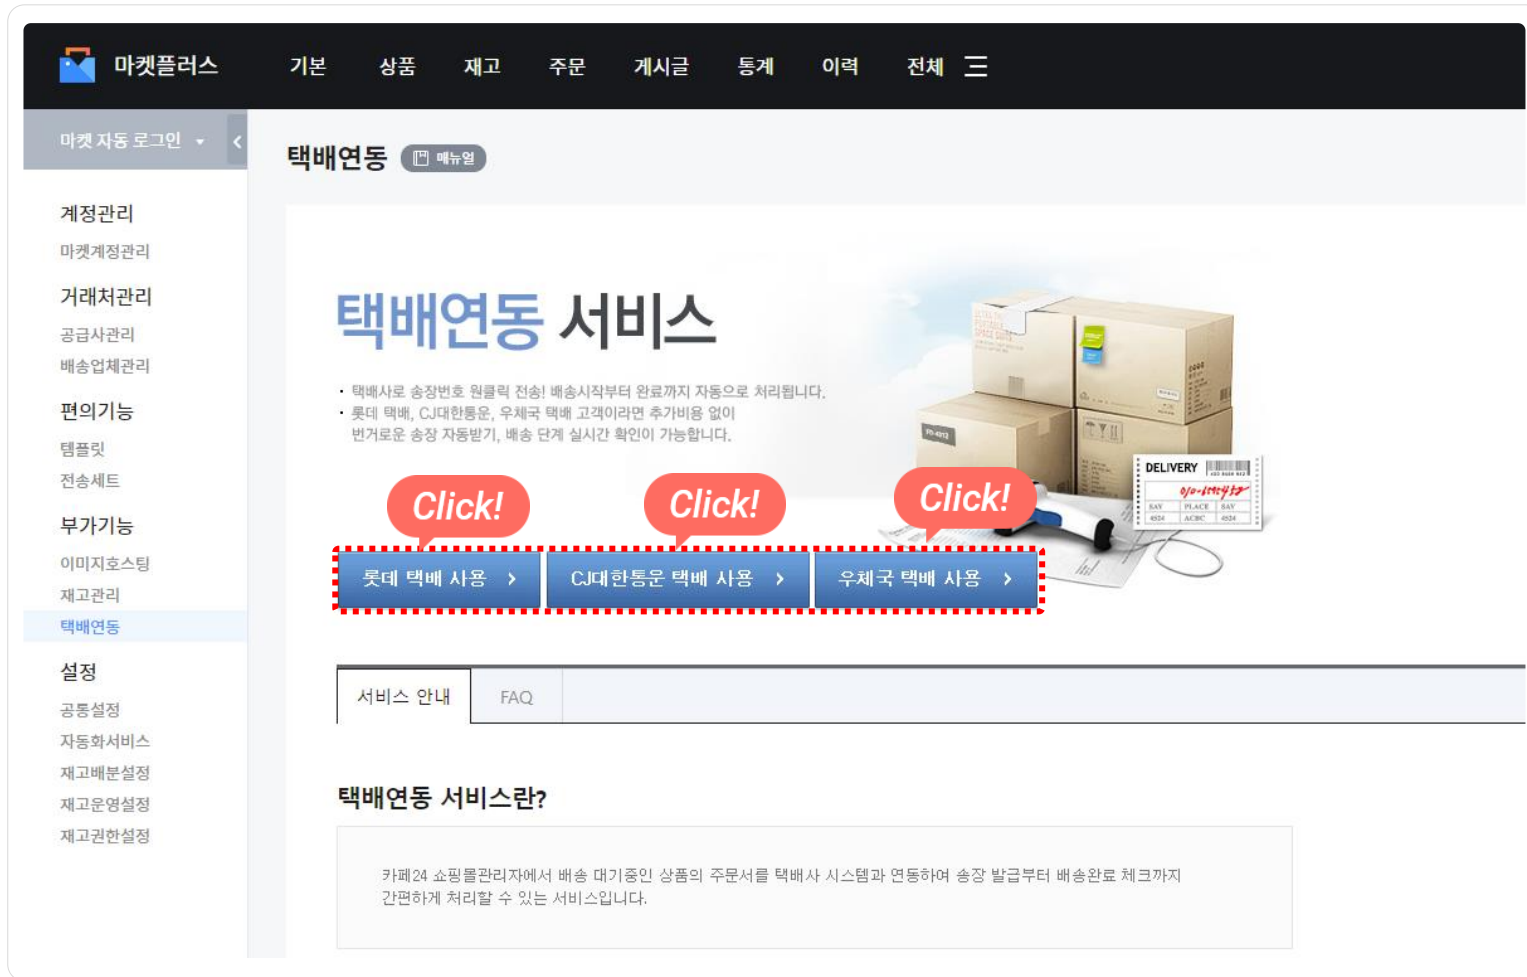 마켓플러스
기본 상품 재고 주문 게시글 통계 이력 전체
마켓 자동 로그인
택배연동 매뉴얼
계정관리
마켓계정관리
거래처관리
공급사관리
배송업체관리
편의기능
템플릿
전송세트
부가기능
이미지호스팅
재고관리
택배연동
설정
공통설정
자동화서비스
재고배분설정
재고운영설정
재고권한설정
택배연동 서비스
· 택배사로 송장번호 원클릭 전송! 배송시작부터 완료까지 자동으로 처리됩니다.
· 롯데 택배, CJ대한통운, 우체국 택배 고객이라면 추가비용 없이
번거로운 송장 자동받기, 배송 단계 실시간 확인이 가능합니다.
DELIVERY
SAY PLACE SAY
4524 ACBC 4524
Click! Click! Click!
롯데 택배 사용 > CJ대한통운 택배 사용 > 우체국 택배 사용 >
서비스 안내 FAQ
택배연동 서비스란?
카페24 쇼핑몰관리자에서 배송 대기중인 상품의 주문서를 택배사 시스템과 연동하여 송장 발급부터 배송완료 체크까지
간편하게 처리할 수 있는 서비스입니다.